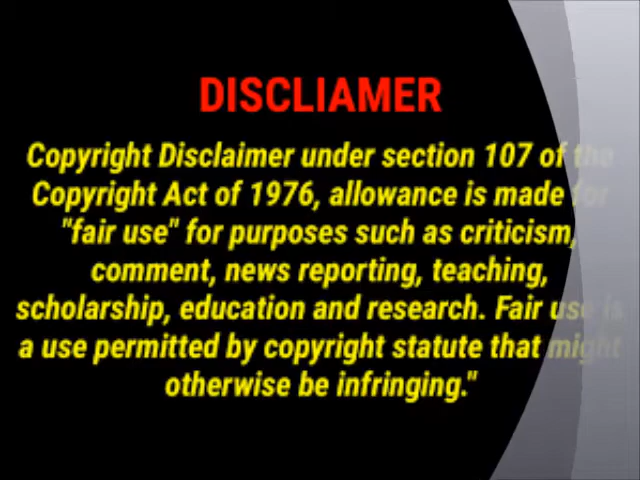 DISCLIAMER
Copyright Disclaimer under section 107 of the
Copyright Act of 1976, allowance is made for
"fair use" for purposes such as criticism,
comment, news reporting, teaching,
scholarship, education and research. Fair use is
a use permitted by copyright statute that might
otherwise be infringing."